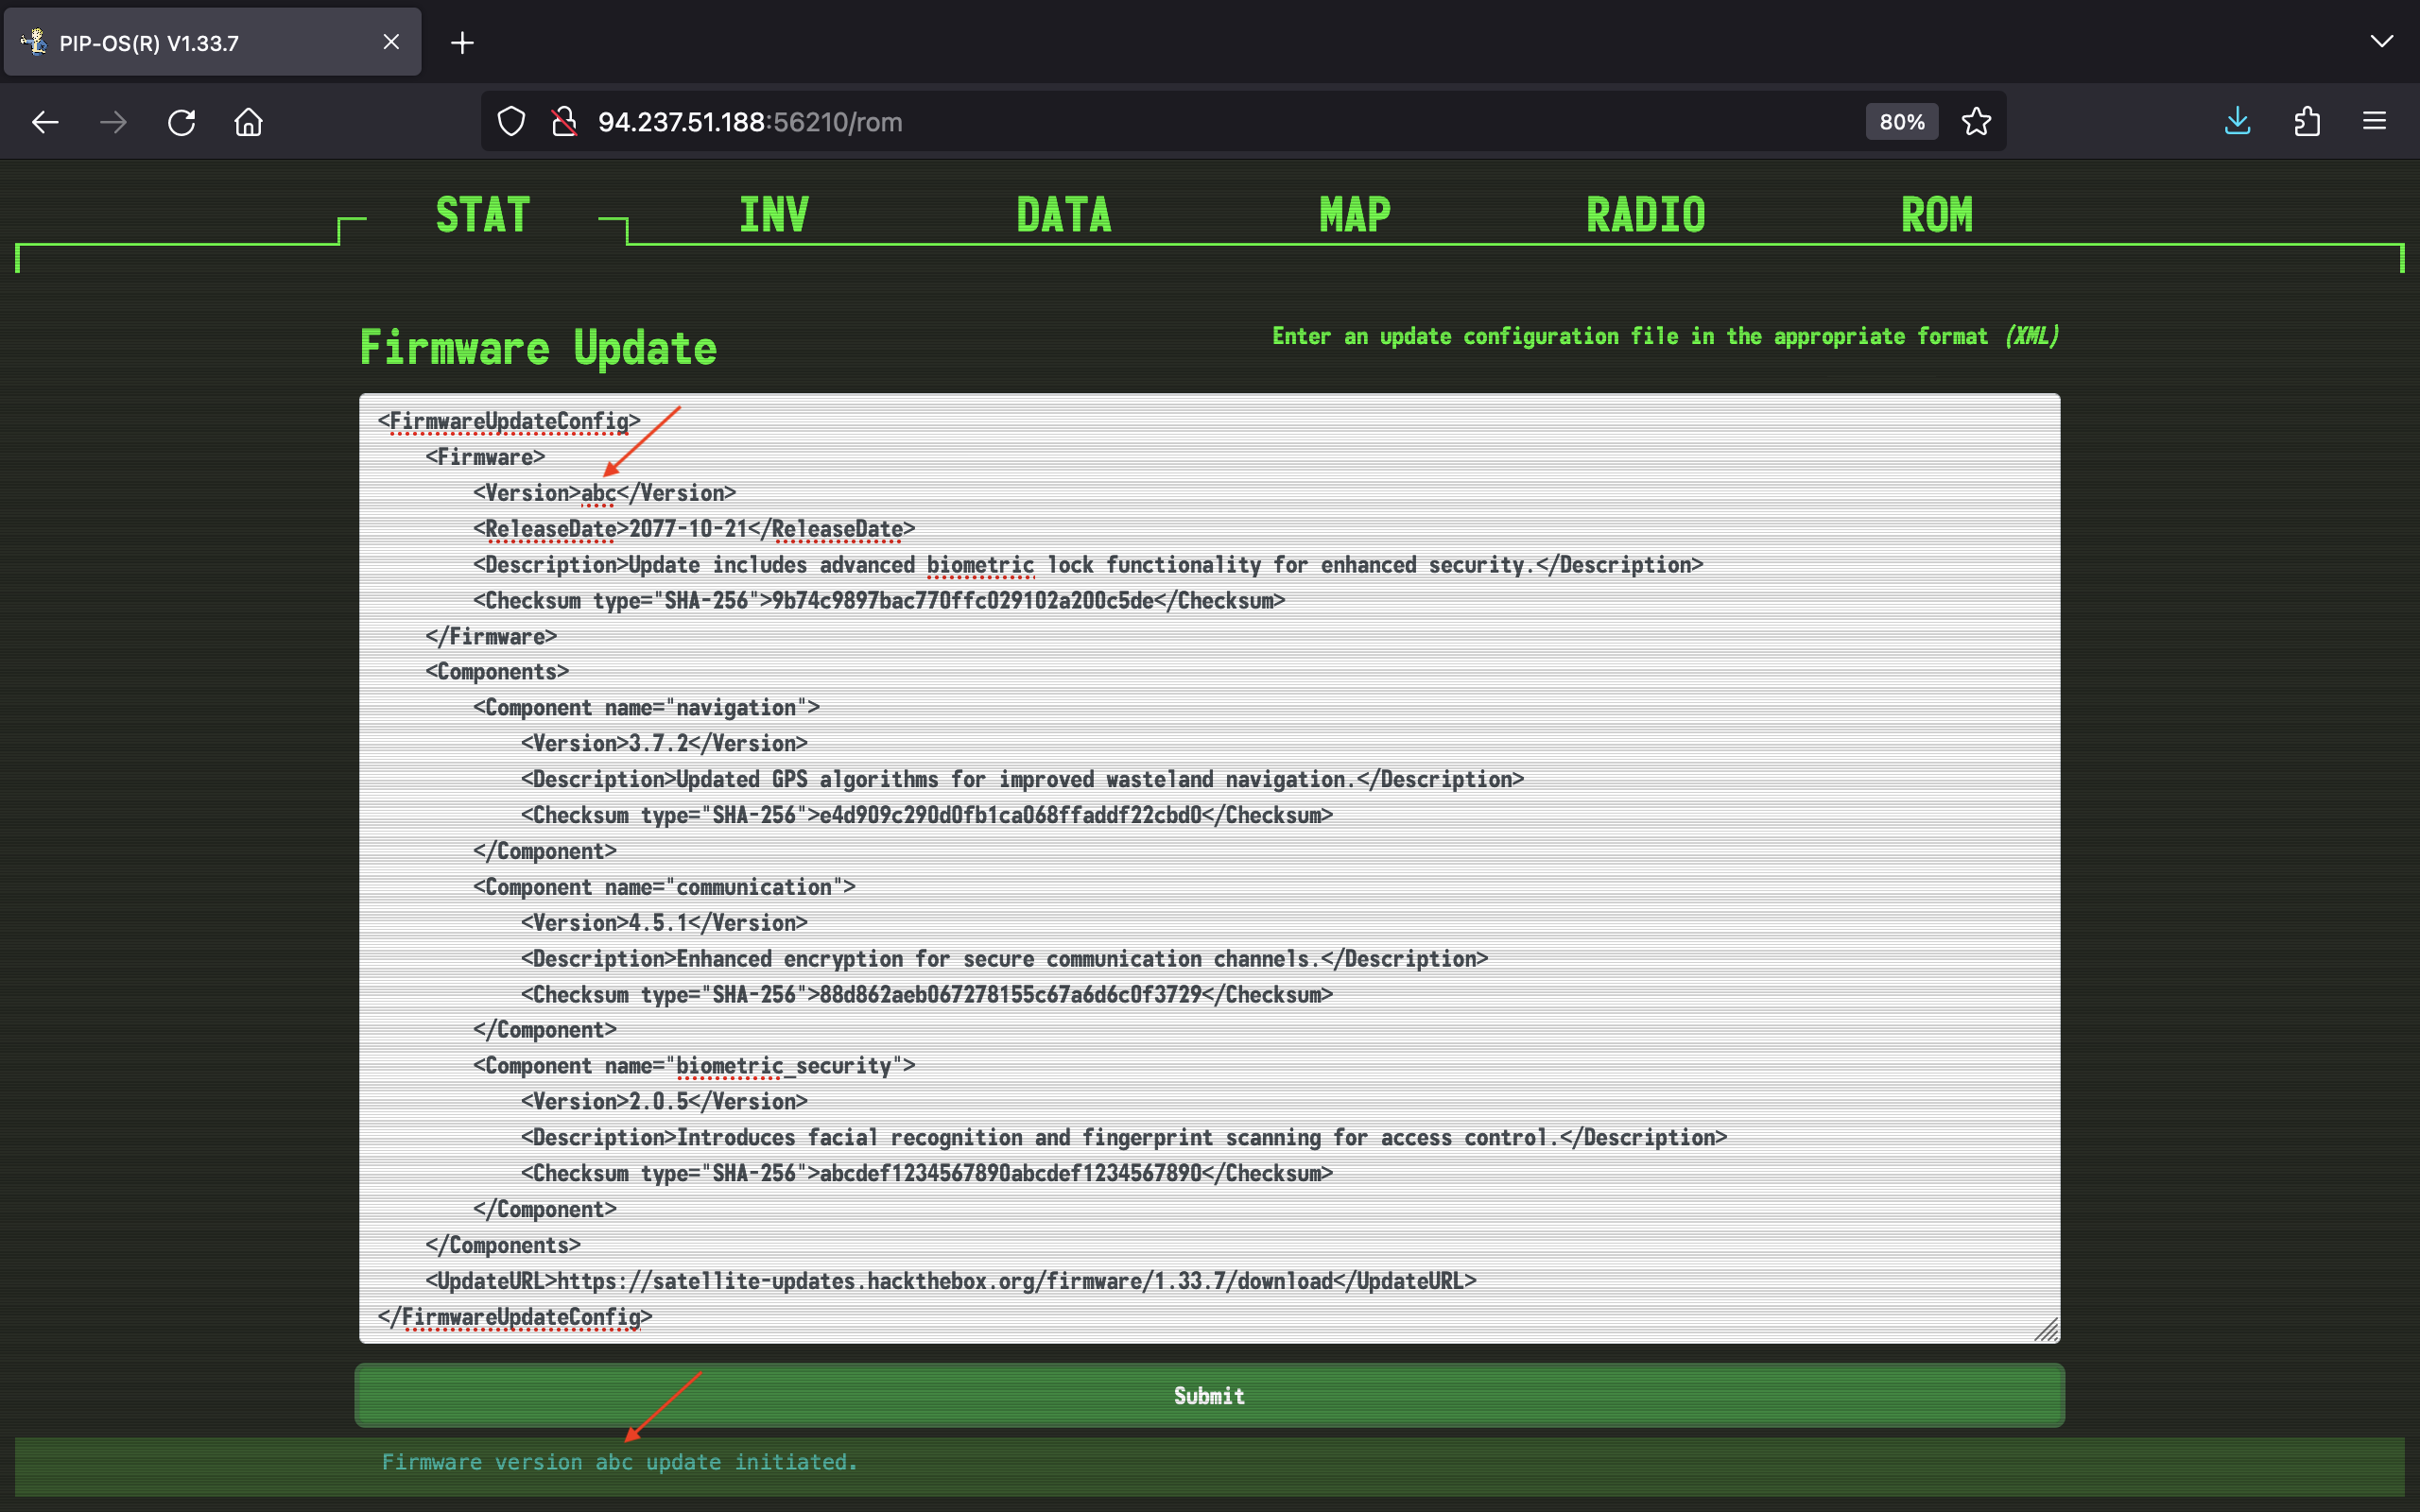 PIP-OS(R) V1.33.7
94.237.51.188:56210/rom
80%
STAT INV DATA MAP RADIO ROM
Firmware Update
Enter an update configuration file in the appropriate format (XML)
<FirmwareUpdateConfig>
    <Firmware>
        <Version>abc</Version>
        <ReleaseDate>2077-10-21</ReleaseDate>
        <Description>Update includes advanced biometric lock functionality for enhanced security.</Description>
        <Checksum type="SHA-256">9b74c9897bac770ffc029102a200c5de</Checksum>
    </Firmware>
    <Components>
        <Component name="navigation">
            <Version>3.7.2</Version>
            <Description>Updated GPS algorithms for improved wasteland navigation.</Description>
            <Checksum type="SHA-256">e4d909c290d0fb1ca068ffaddf22cbd0</Checksum>
        </Component>
        <Component name="communication">
            <Version>4.5.1</Version>
            <Description>Enhanced encryption for secure communication channels.</Description>
            <Checksum type="SHA-256">88d862aeb067278155c67a6d6c0f3729</Checksum>
        </Component>
        <Component name="biometric_security">
            <Version>2.0.5</Version>
            <Description>Introduces facial recognition and fingerprint scanning for access control.</Description>
            <Checksum type="SHA-256">abcdef1234567890abcdef1234567890</Checksum>
        </Component>
    </Components>
    <UpdateURL>https://satellite-updates.hackthebox.org/firmware/1.33.7/download</UpdateURL>
</FirmwareUpdateConfig>
Submit
Firmware version abc update initiated.